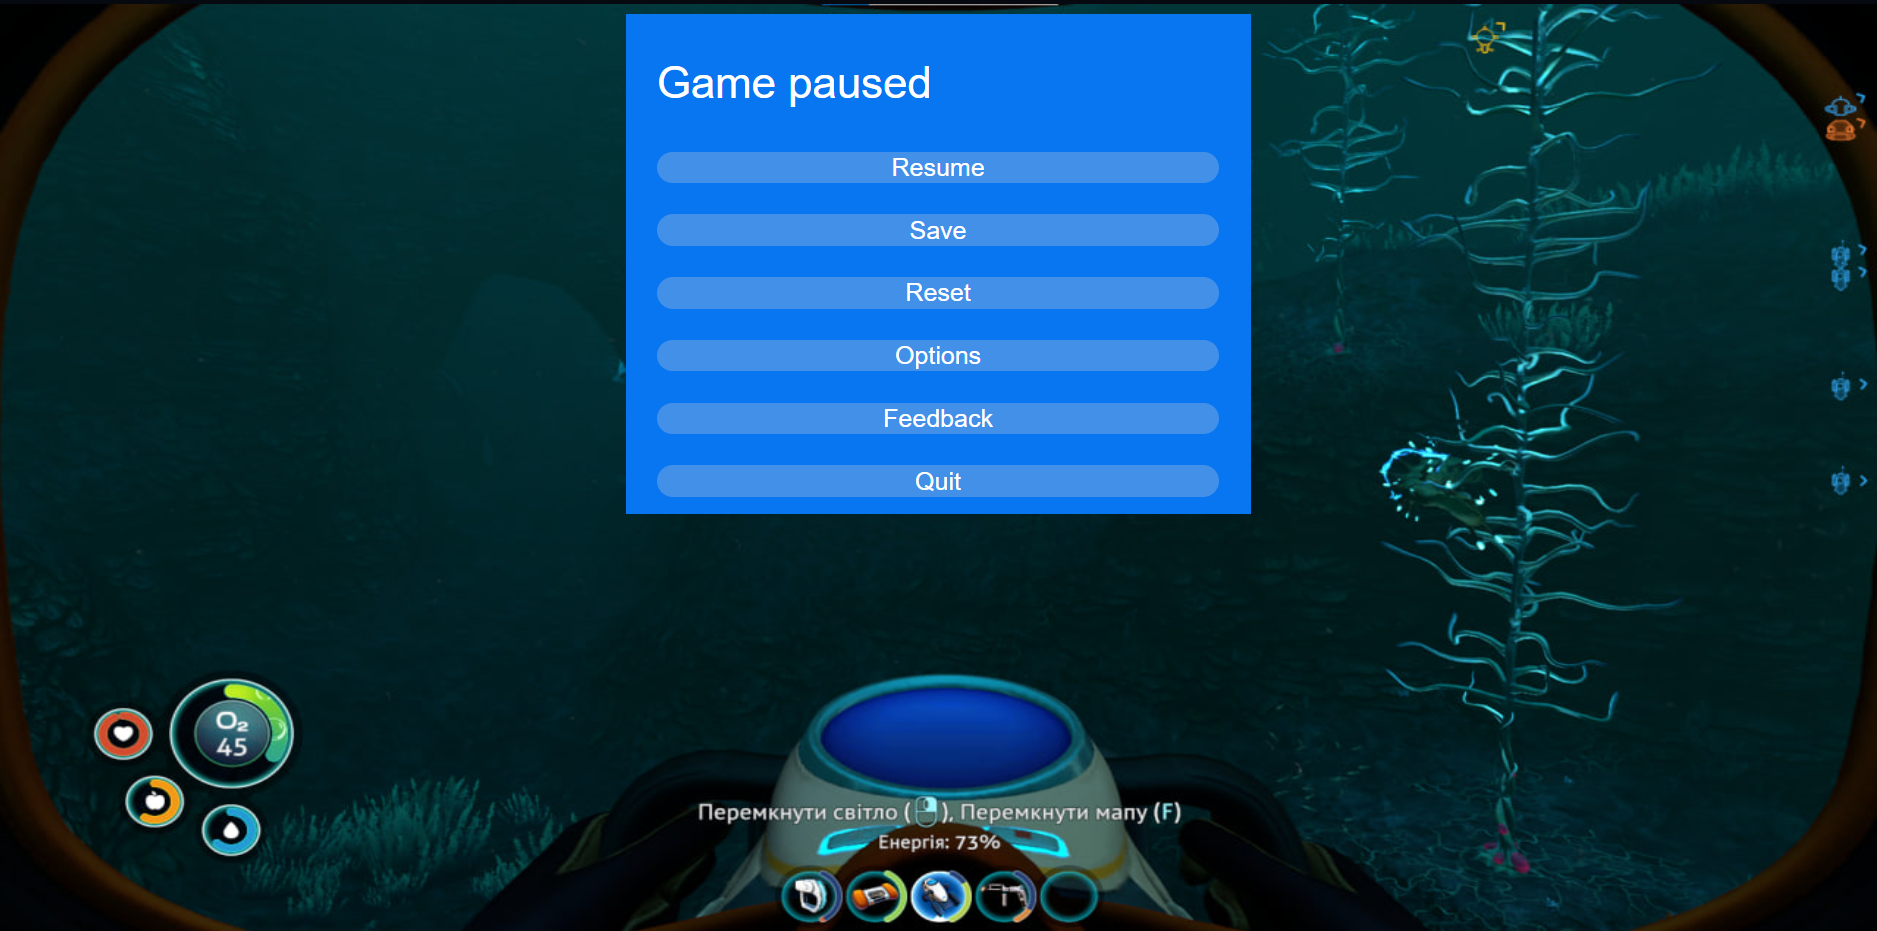 Game paused
Resume
Save
Reset
Options
Feedback
Quit
O₂
45
Перемкнути світло (), Перемкнути мапу (F)
Енергія: 73%